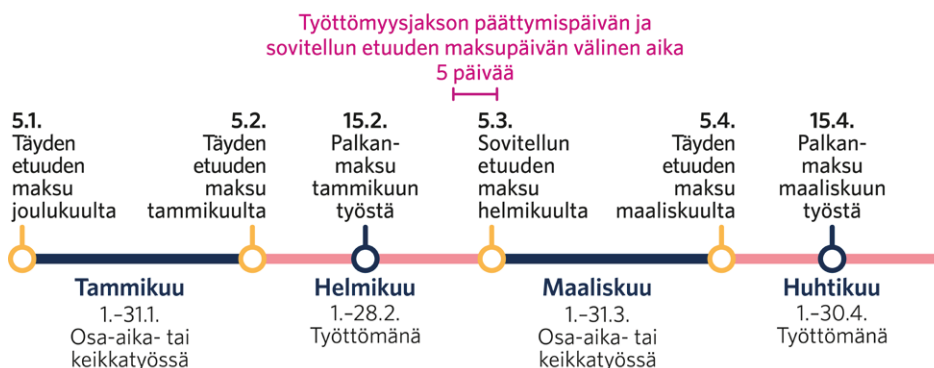 Työttömyysjakson päättymispäivän ja
sovitellun etuuden maksupäivän välinen aika
5 päivää
5.1.
Täyden
etuuden
maksu
joulukuulta
5.2.
Täyden
etuuden
maksu
tammikuulta
15.2.
Palkan-
maksu
tammikuun
työstä
5.3.
Sovitellun
etuuden
maksu
helmikuulta
5.4.
Täyden
etuuden
maksu
maaliskuulta
15.4.
Palkan-
maksu
maaliskuun
työstä
Tammikuu
1.–31.1.
Osa-aika- tai
keikkatyössä
Helmikuu
1.–28.2.
Työttömänä
Maaliskuu
1.–31.3.
Osa-aika- tai
keikkatyössä
Huhtikuu
1.–30.4.
Työttömänä